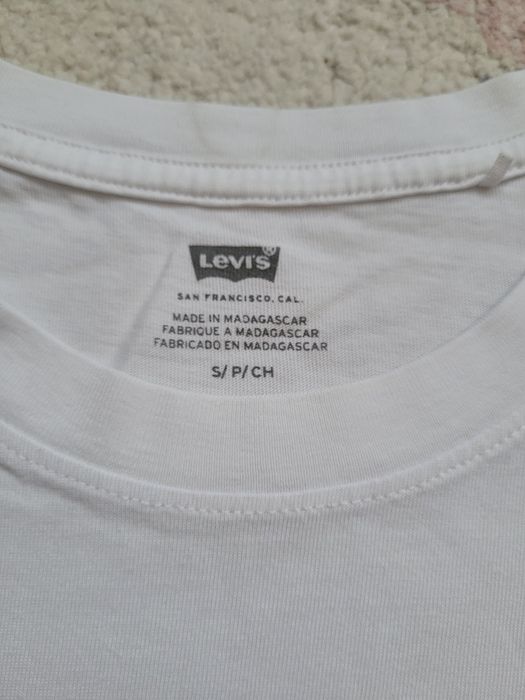 Levi's®
SAN FRANCISCO, CAL.
MADE IN MADAGASCAR
FABRIQUE A MADAGASCAR
FABRICADO EN MADAGASCAR
S/P/CH